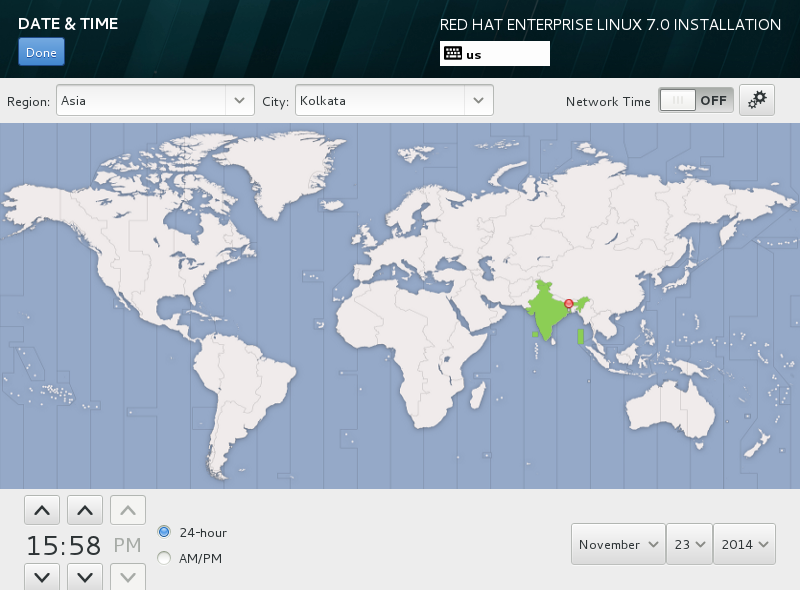 DATE & TIME
RED HAT ENTERPRISE LINUX 7.0 INSTALLATION
Done
us
Region: Asia City: Kolkata Network Time OFF
15:58 PM
24-hour
AM/PM
November 23 2014